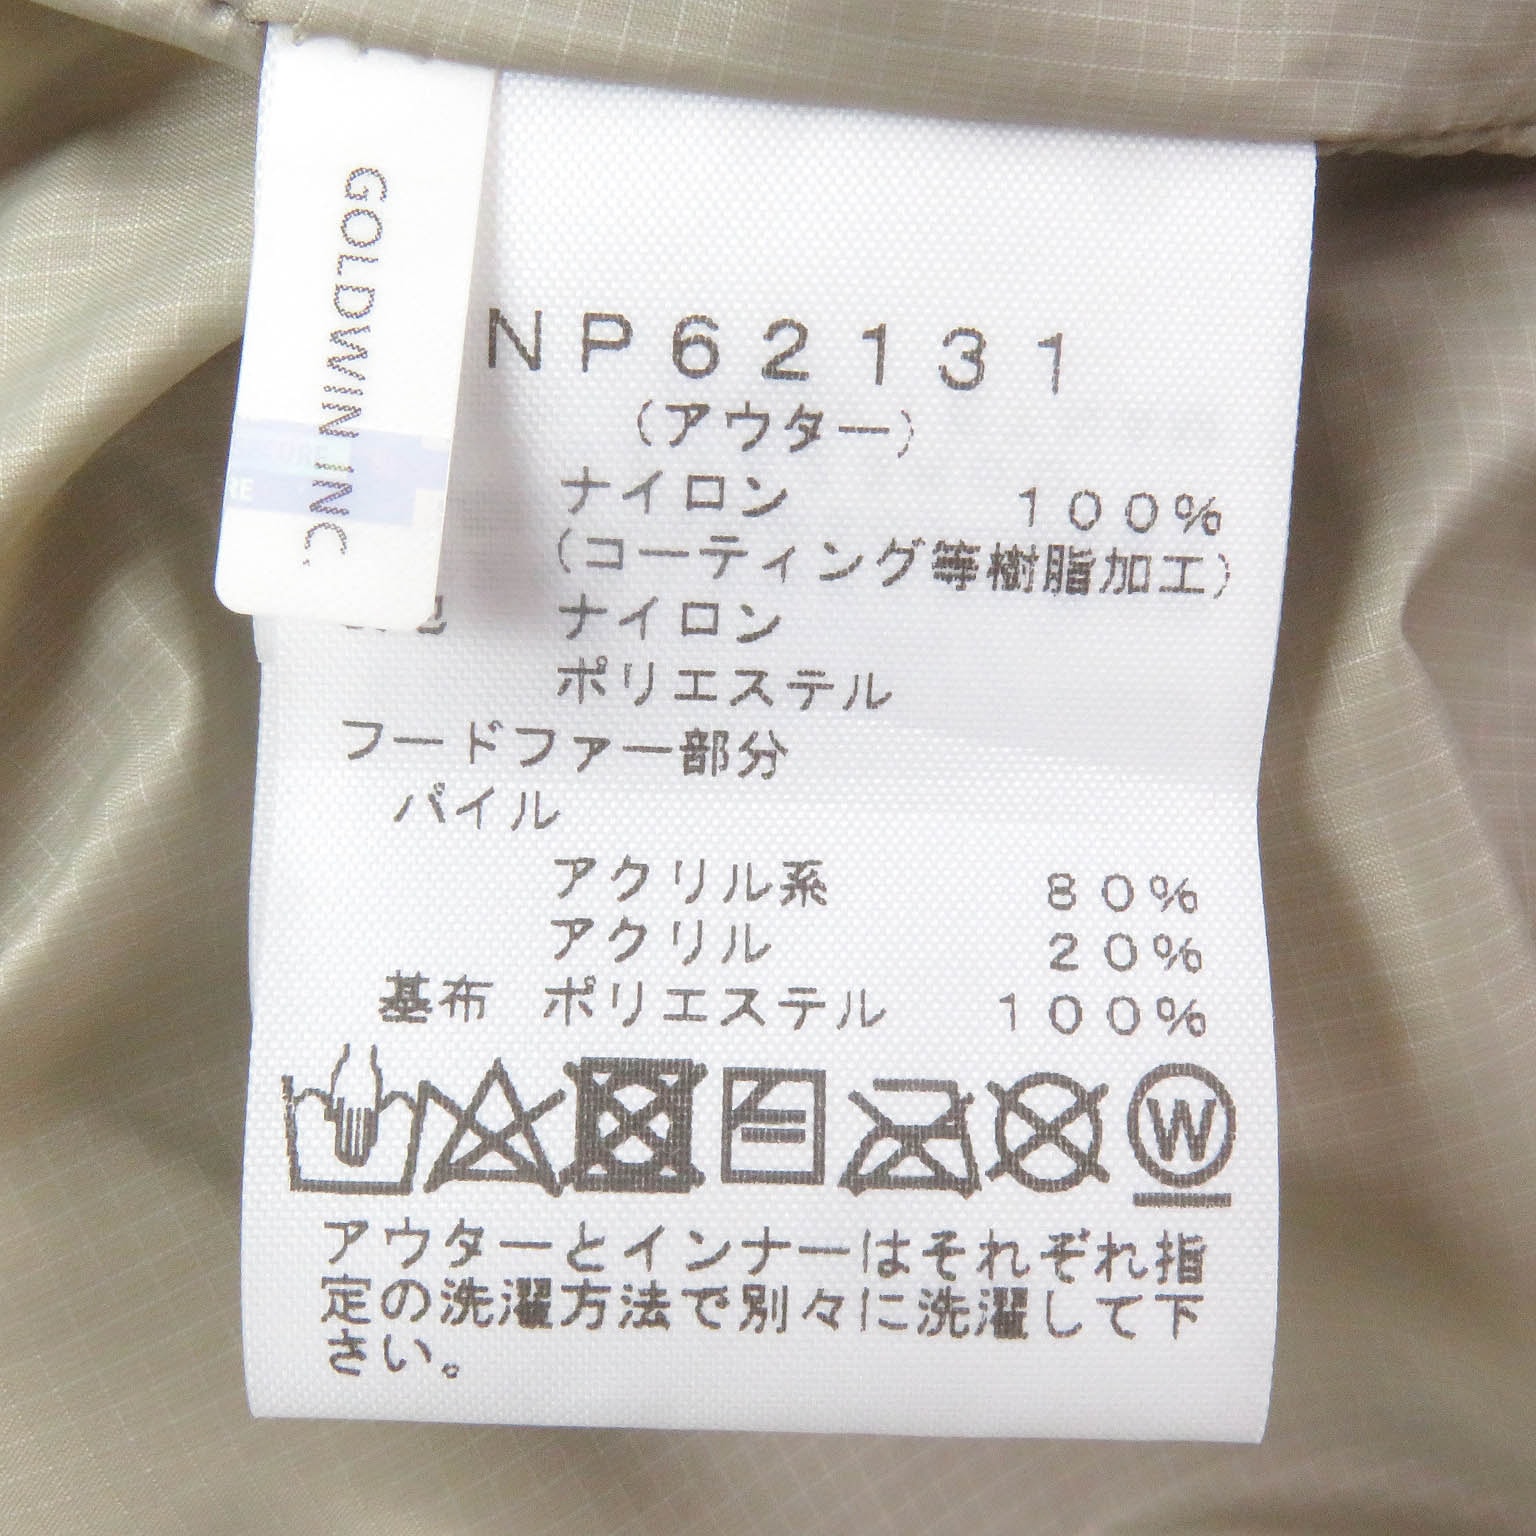 GOLDWIN INC.
NP62131
(アウター)
ナイロン 100%
(コーティング等樹脂加工)
ナイロン
ポリエステル
フードファー部分
パイル
アクリル系 80%
アクリル 20%
基布 ポリエステル 100%
W
アウターとインナーはそれぞれ指
定の洗濯方法で別々に洗濯して下
さい。